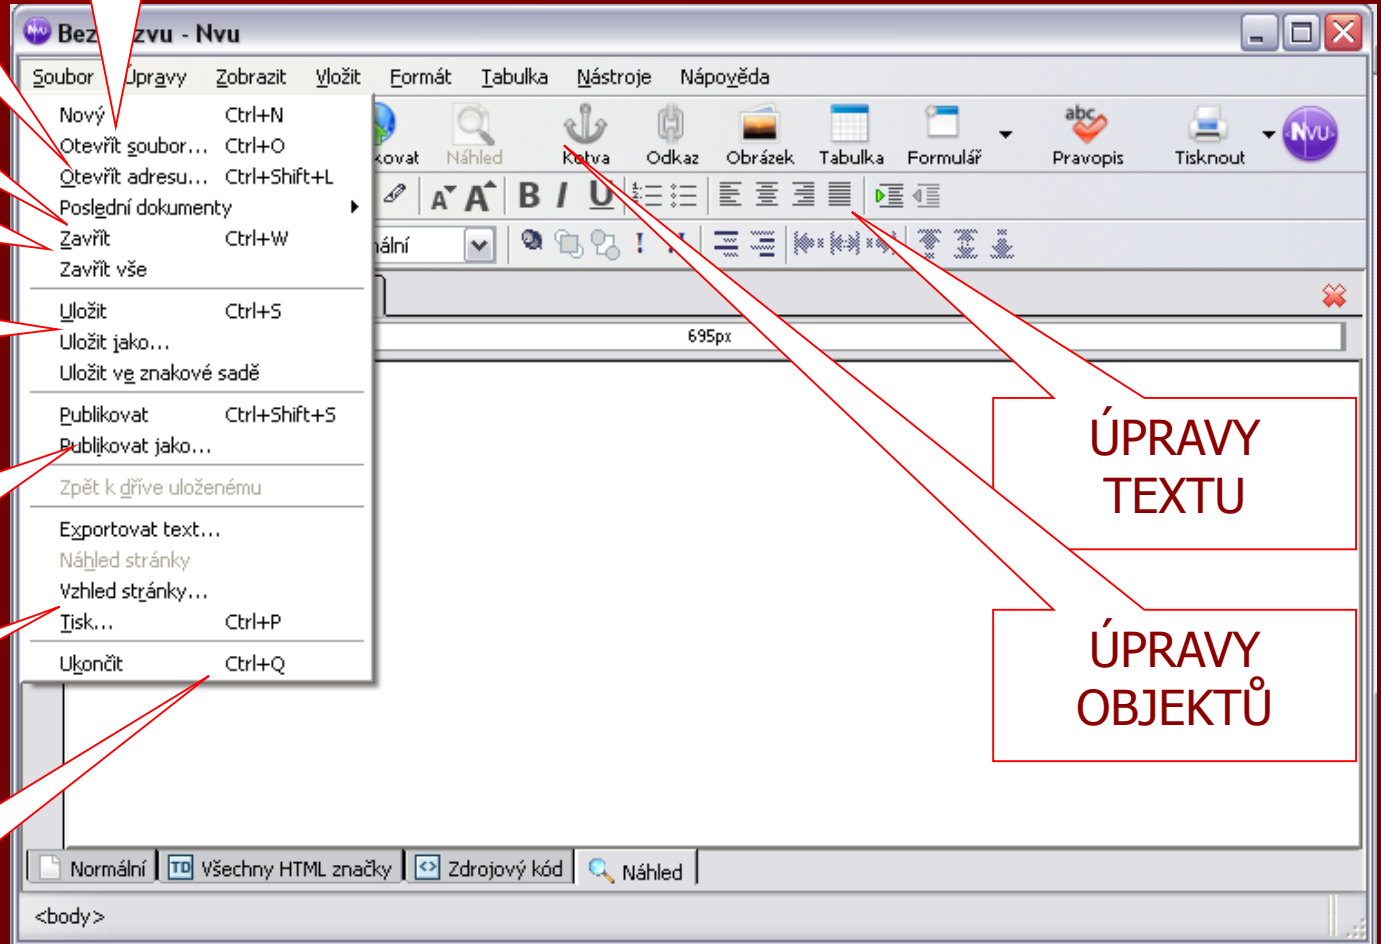 Bez zvu - Nvu
Soubor Úpravy Zobrazit Vložit Formát Tabulka Nástroje Nápověda
Nový Ctrl+N
Otevřít soubor... Ctrl+O
Otevřít adresu... Ctrl+Shift+L
Poslední dokumenty
Zavřít Ctrl+W
Zavřít vše
Uložit Ctrl+S
Uložit jako...
Uložit ve znakové sadě
Publikovat Ctrl+Shift+S
Publikovat jako...
Zpět k dříve uloženému
Exportovat text...
Náhled stránky
Vzhled stránky...
Tisk... Ctrl+P
Ukončit Ctrl+Q
kovat Náhled Kotva Odkaz Obrázek Tabulka Formulář abc Pravopis Tisknout NVU
A A B I U
ální
695px
ÚPRAVY
TEXTU
ÚPRAVY
OBJEKTŮ
Normální TD Všechny HTML značky Zdrojový kód Náhled
<body>